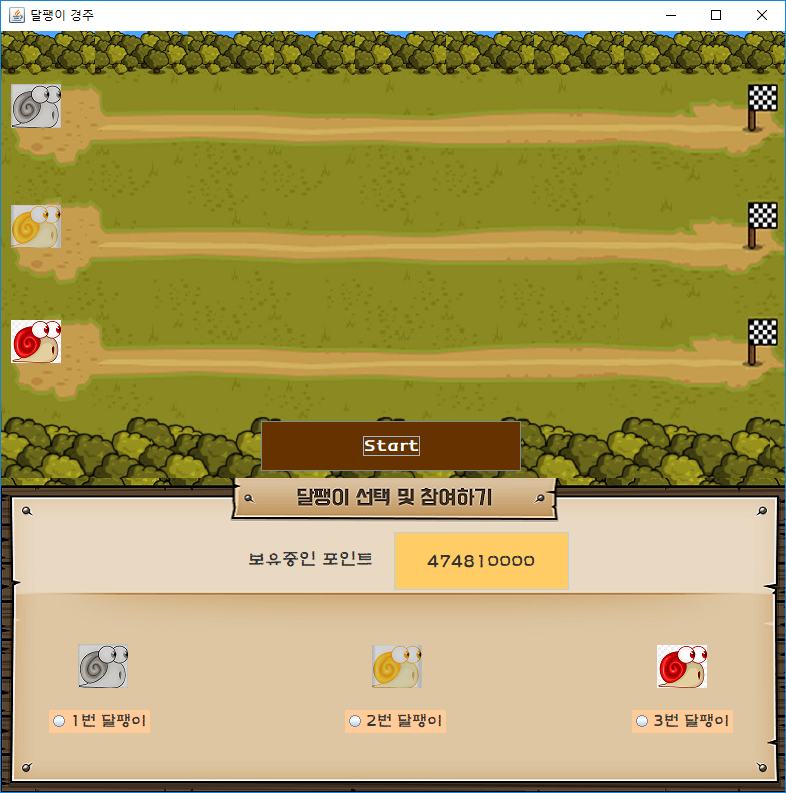 달팽이 경주
Start
달팽이 선택 및 참여하기
보유중인 포인트
474810000
1번 달팽이
2번 달팽이
3번 달팽이